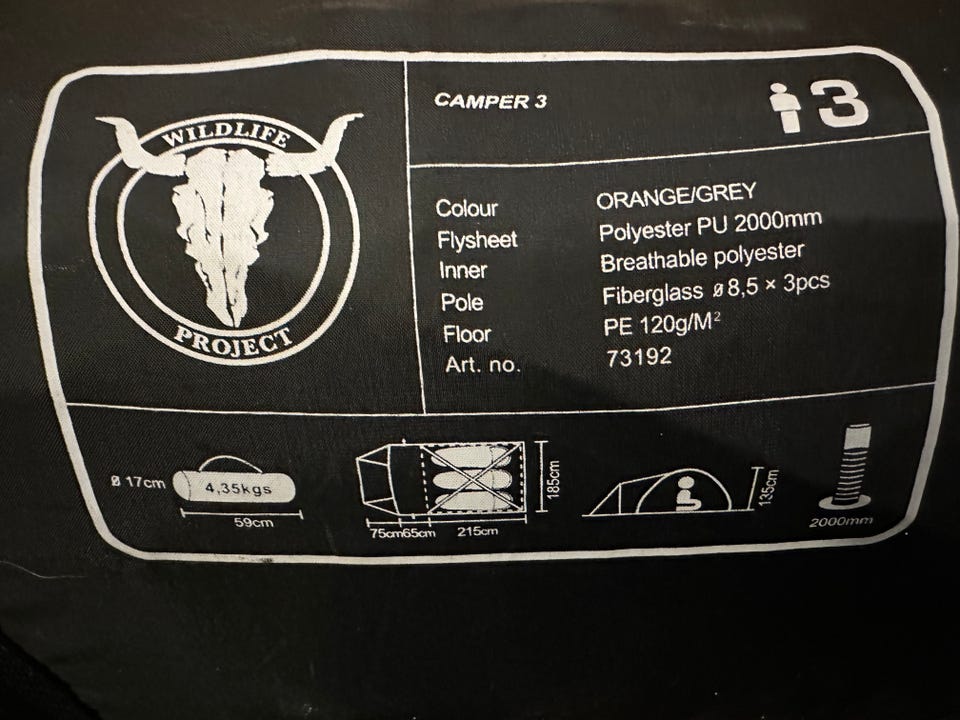 WILDLIFE
PROJECT
CAMPER 3
3
Colour ORANGE/GREY
Flysheet Polyester PU 2000mm
Inner Breathable polyester
Pole Fiberglass ø8,5 × 3pcs
Floor PE 120g/M²
Art. no. 73192
ø 17cm
4,35kgs
59cm
75cm 65cm 215cm
185cm
135cm
2000mm